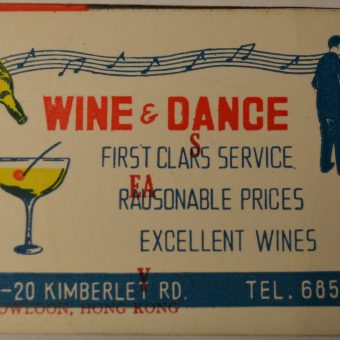 WINE & DANCE
S
FIRST CLARS SERVICE.
EA
RAUSONABLE PRICES
EXCELLENT WINES
Y
-20 KIMBERLET RD. TEL. 685
OWLOON, HONG KONG